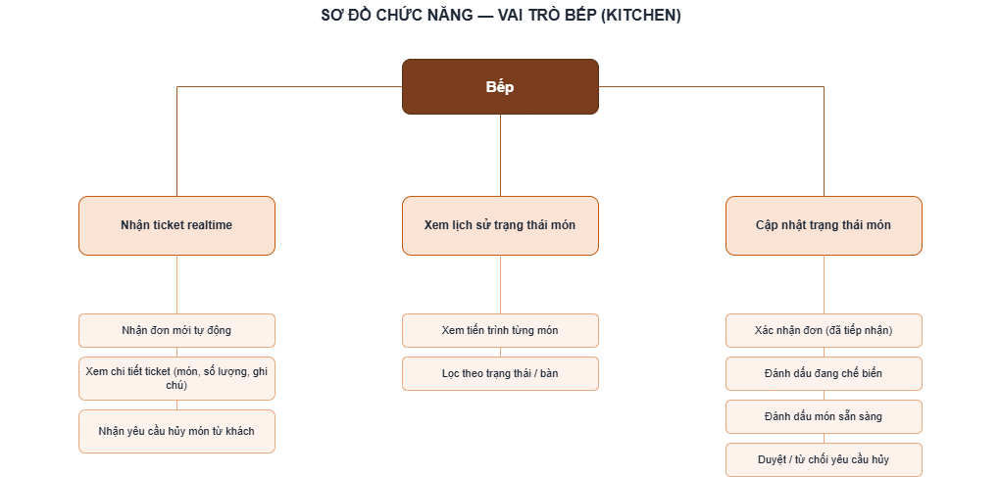 SƠ ĐỒ CHỨC NĂNG — VAI TRÒ BẾP (KITCHEN)
Bếp
Nhận ticket realtime
Xem lịch sử trạng thái món
Cập nhật trạng thái món
Nhận đơn mới tự động
Xem chi tiết ticket (món, số lượng, ghi
chú)
Nhận yêu cầu hủy món từ khách
Xem tiến trình từng món
Lọc theo trạng thái / bàn
Xác nhận đơn (đã tiếp nhận)
Đánh dấu đang chế biến
Đánh dấu món sẵn sàng
Duyệt / từ chối yêu cầu hủy